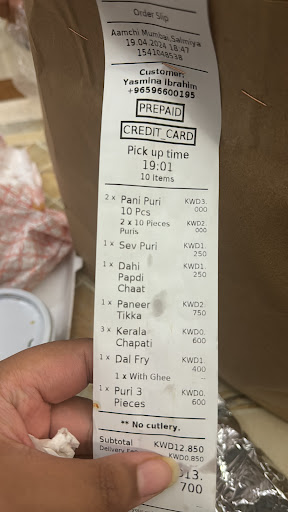 Order Slip
Aamchi Mumbai,Salmiya
19.04.2024 18.47
1541048538
Customer:
Yasmina Ibrahim
+96596600195
PREPAID
CREDIT_CARD
Pick up time
19:01
10 Items
2 x Pani Puri KWD3.
10 Pcs 000
2 x 10 Pieces KWD2.
Puris 000
1 x Sev Puri KWD1.
250
1 x Dahi KWD1.
Papdi 250
Chaat
1 x Paneer KWD2.
Tikka 750
3 x Kerala KWD0.
Chapati 600
1 x Dal Fry KWD1.
400
1 x With Ghee
1 x Puri 3 KWD0.
Pieces 600
** No cutlery.
Subtotal KWD12.850
Delivery KWD0.850
13.
700